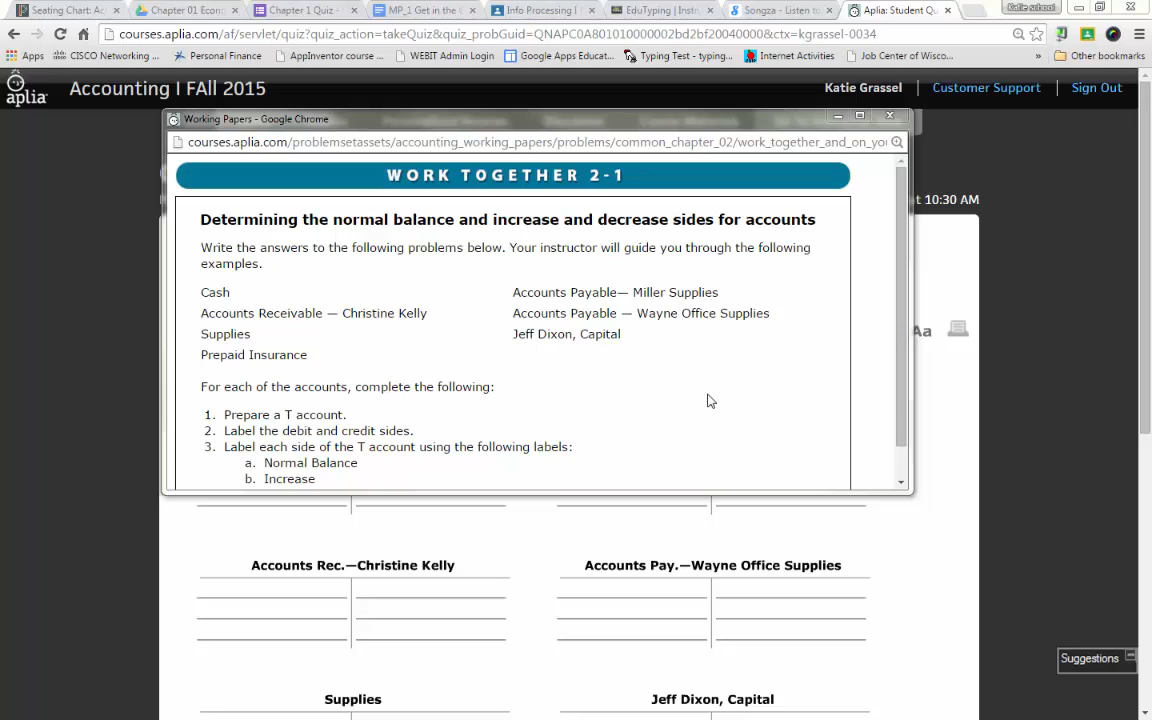 Seating Chart: Ac
Chapter 01 Econ
Chapter 1 Quiz -
MP_1 Get in the
Info Processing |
EduTyping | Inst
Songza - Listen to
Aplia: Student Qu
Katie school
courses.aplia.com/af/servlet/quiz?quiz_action=takeQuiz&quiz_probGuid=QNAPC0A801010000002bd2bf20040000&ctx=kgrassel-0034
Apps
CISCO Networking ...
Personal Finance
AppInventor course ...
WEBIT Admin Login
Google Apps Educat...
Typing Test - typing...
Internet Activities
Job Center of Wisco...
»
Other bookmarks
aplia
Accounting I FALL 2015
Katie Grassel
Customer Support
Sign Out
Working Papers - Google Chrome
courses.aplia.com/problemsetassets/accounting_working_papers/problems/common_chapter_02/work_together_and_on_you
WORK TOGETHER 2-1
t 10:30 AM
Determining the normal balance and increase and decrease sides for accounts
Write the answers to the following problems below. Your instructor will guide you through the following
examples.
Cash
Accounts Receivable — Christine Kelly
Supplies
Prepaid Insurance
Accounts Payable— Miller Supplies
Accounts Payable — Wayne Office Supplies
Jeff Dixon, Capital
Aa
For each of the accounts, complete the following:
1. Prepare a T account.
2. Label the debit and credit sides.
3. Label each side of the T account using the following labels:
a. Normal Balance
b. Increase
Accounts Rec.—Christine Kelly
Accounts Pay.—Wayne Office Supplies
Suggestions
Supplies
Jeff Dixon, Capital